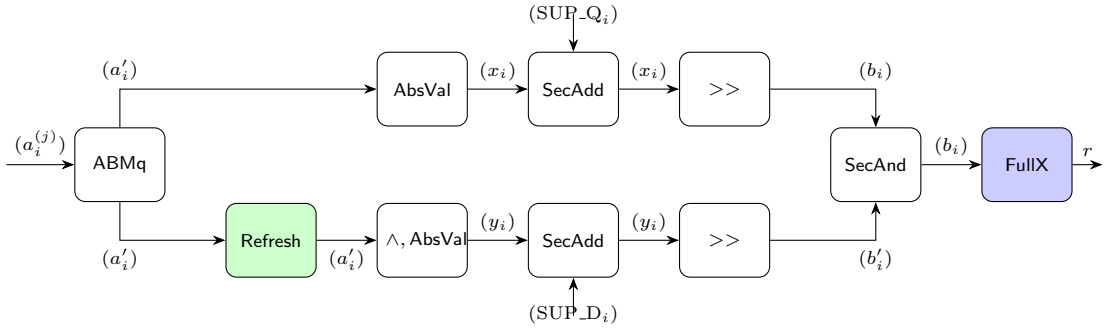 (SUP_Q_i)
(a'_i)
AbsVal
(x_i)
SecAdd
(x_i)
>>
(b_i)
(a_i^{(j)})
ABMq
SecAnd
(b_i)
FullX
r
(a'_i)
Refresh
(a'_i)
∧, AbsVal
(y_i)
SecAdd
(y_i)
>>
(b'_i)
(SUP_D_i)